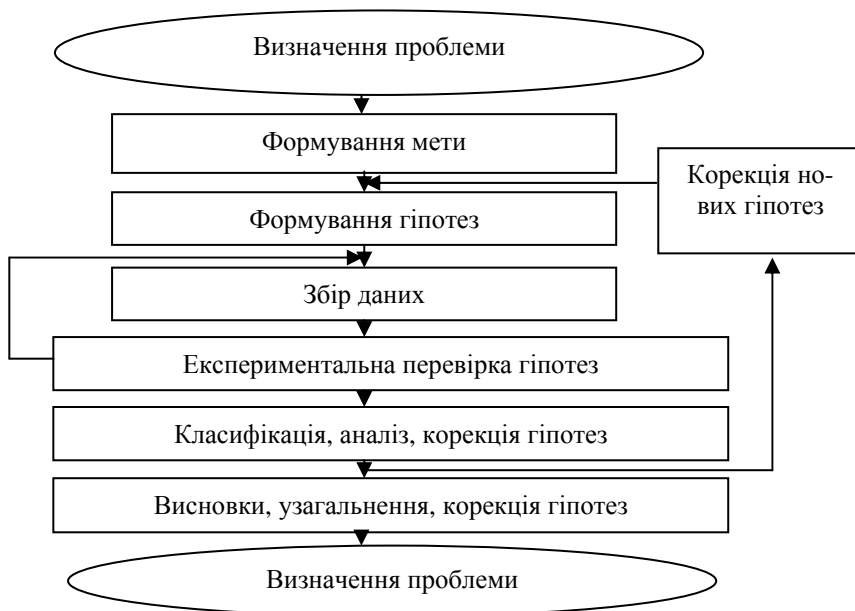 Визначення проблеми
Формування мети
Корекція но-
вих гіпотез
Формування гіпотез
Збір даних
Експериментальна перевірка гіпотез
Класифікація, аналіз, корекція гіпотез
Висновки, узагальнення, корекція гіпотез
Визначення проблеми